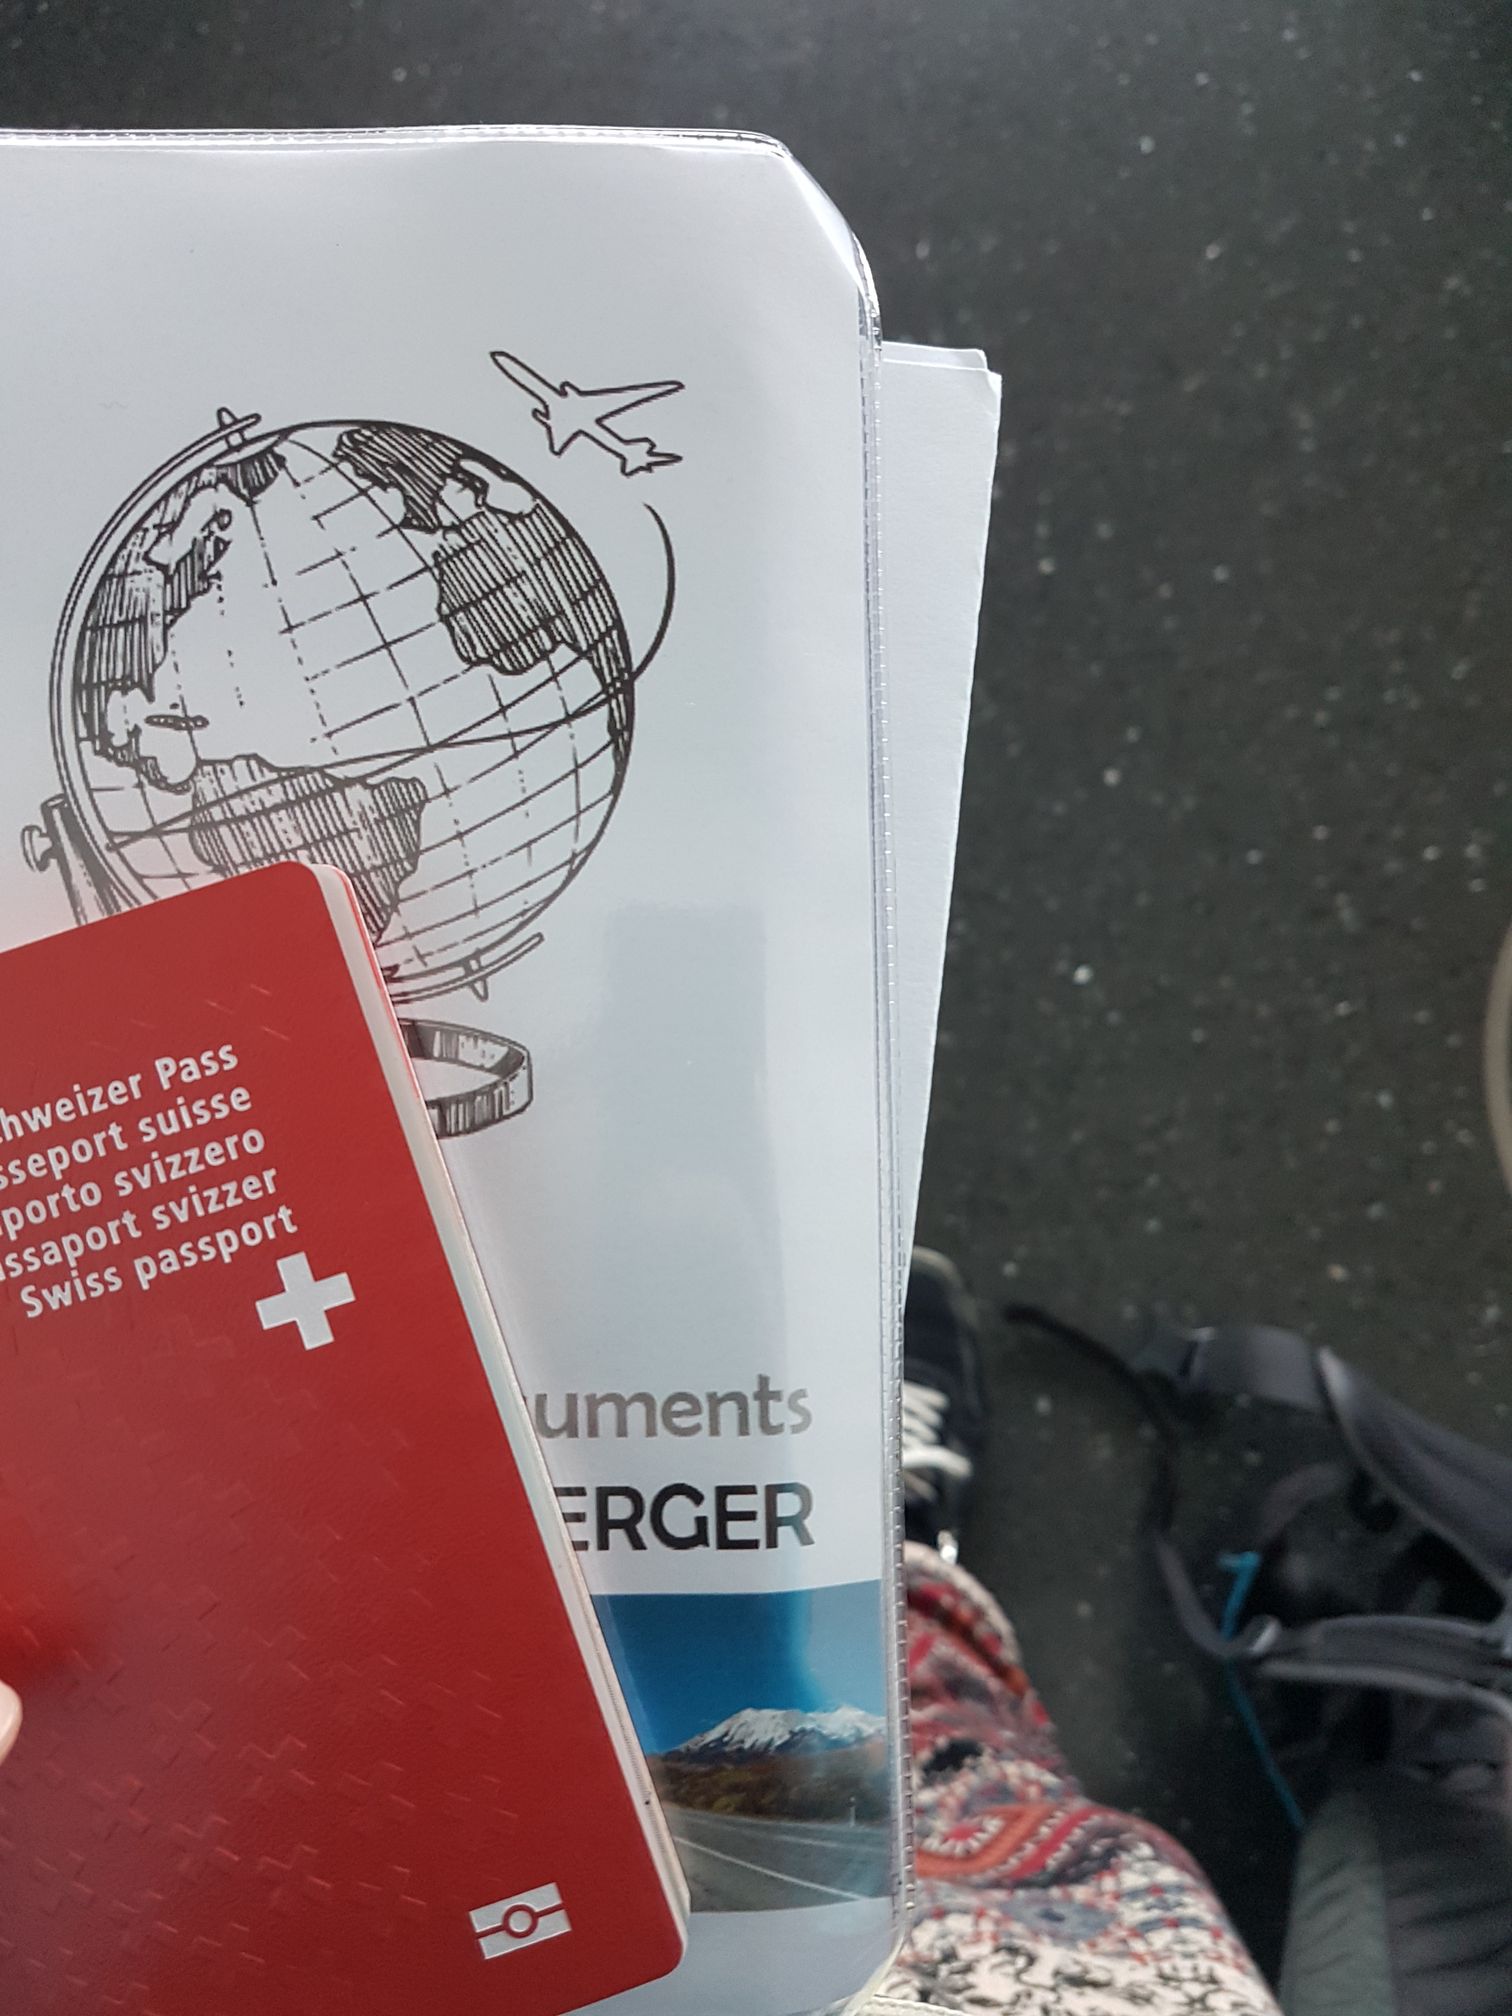 hweizer Pass
sseport suisse
porto svizzero
ssaport svizzer
Swiss passport
uments
ERGER